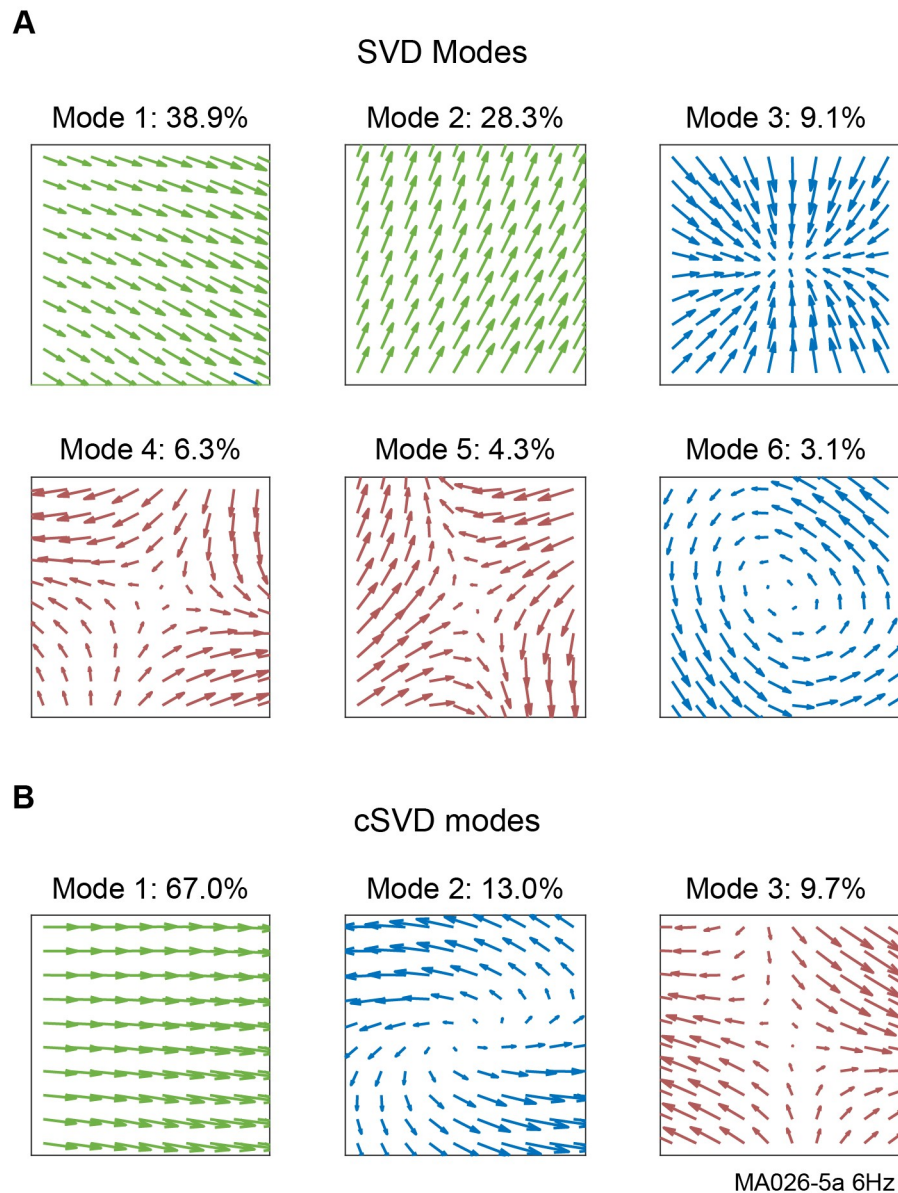 A
SVD Modes
Mode 1: 38.9%
Mode 2: 28.3%
Mode 3: 9.1%
Mode 4: 6.3%
Mode 5: 4.3%
Mode 6: 3.1%
B
cSVD modes
Mode 1: 67.0%
Mode 2: 13.0%
Mode 3: 9.7%
MA026-5a 6Hz